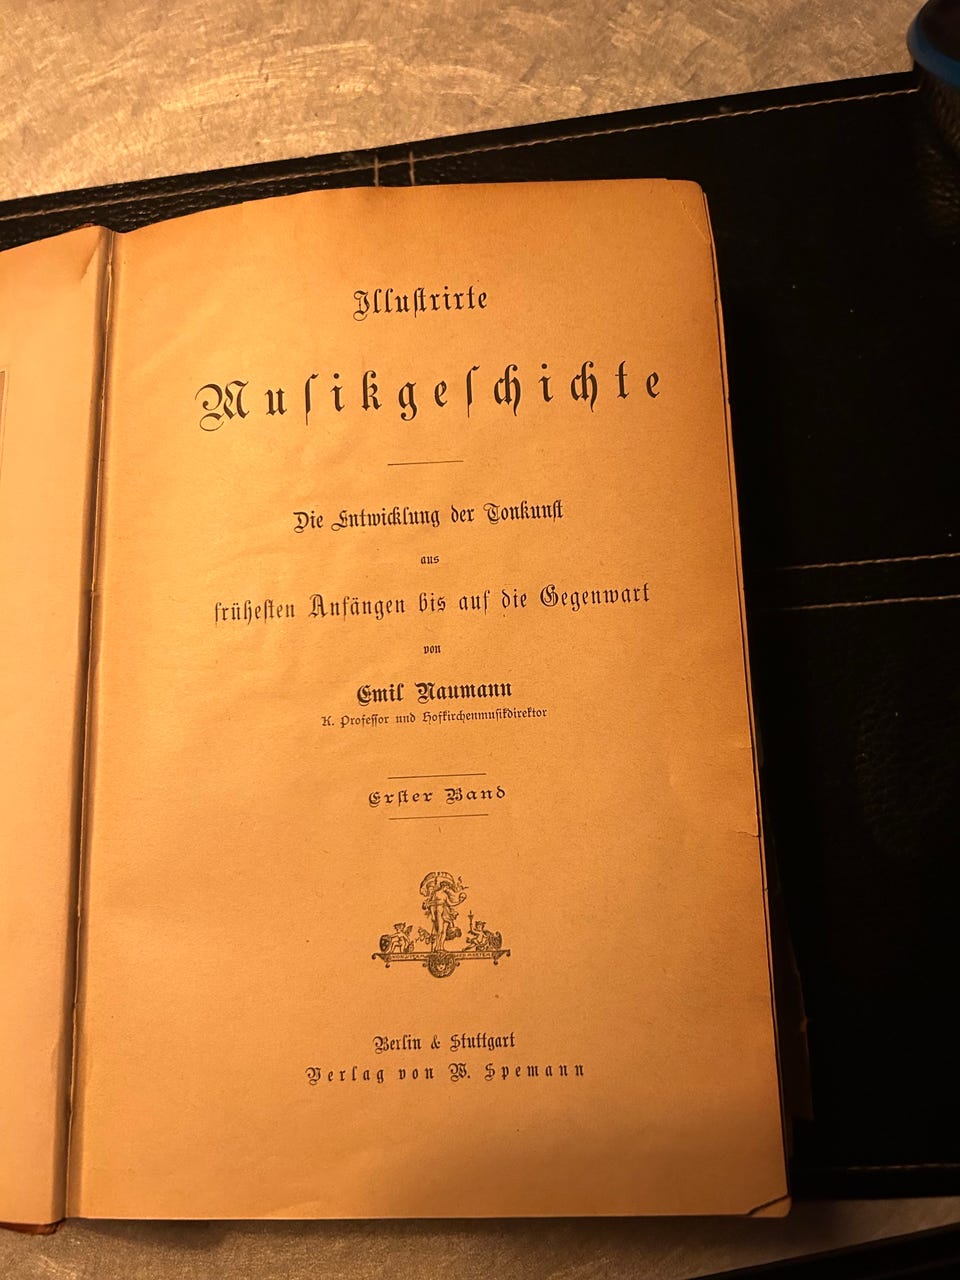 Illustrirte
Musikgeschichte
Die Entwicklung der Tonkunst
aus
frühesten Anfängen bis auf die Gegenwart
von
Emil Naumann
K. Professor und Hofkirchenmusikdirektor
Erster Band
Berlin & Stuttgart
Verlag von W. Spemann